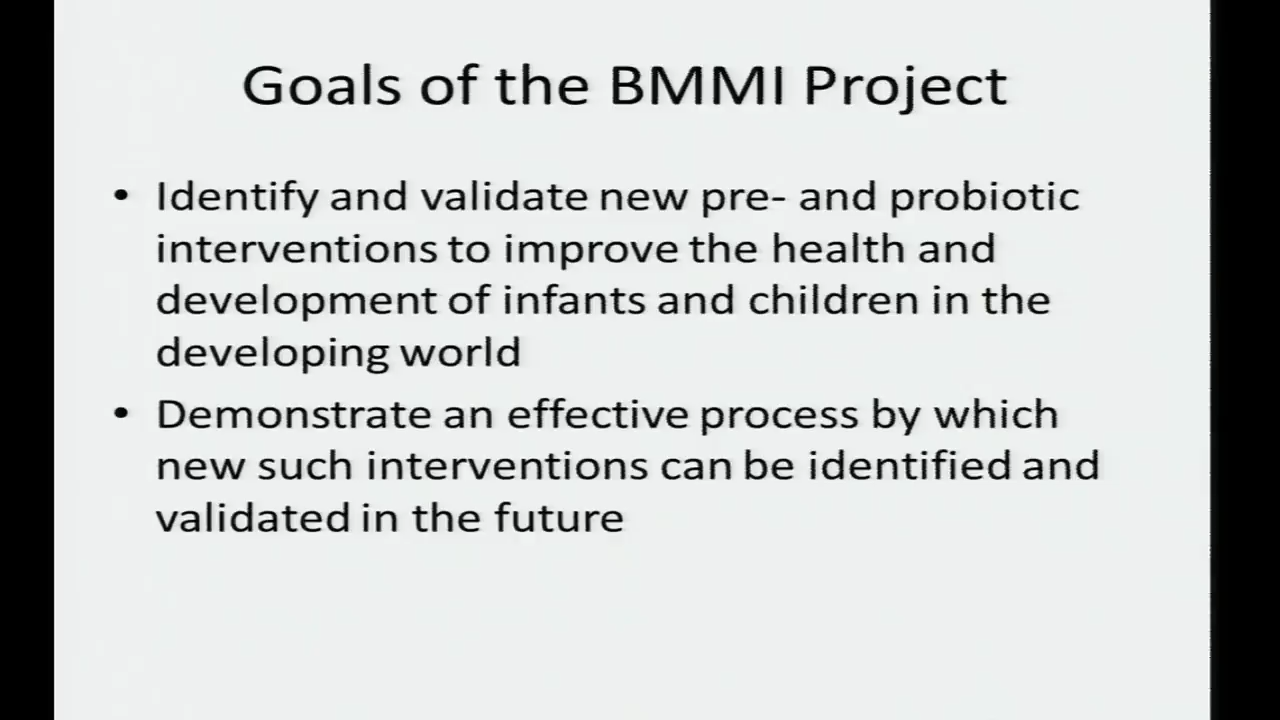 Goals of the BMMI Project
• Identify and validate new pre- and probiotic
interventions to improve the health and
development of infants and children in the
developing world
• Demonstrate an effective process by which
new such interventions can be identified and
validated in the future